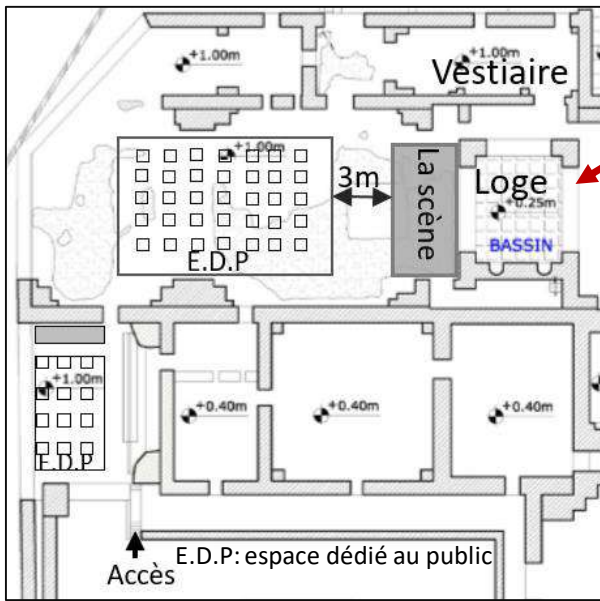 +1.00m
+1.00m
Vestiaire
+1.00m
3m
La scène
Loge
+0.25m
BASSIN
E.D.P
+1.00m
+0.40m
+0.40m
+0.40m
E.D.P
E.D.P: espace dédié au public
Accès